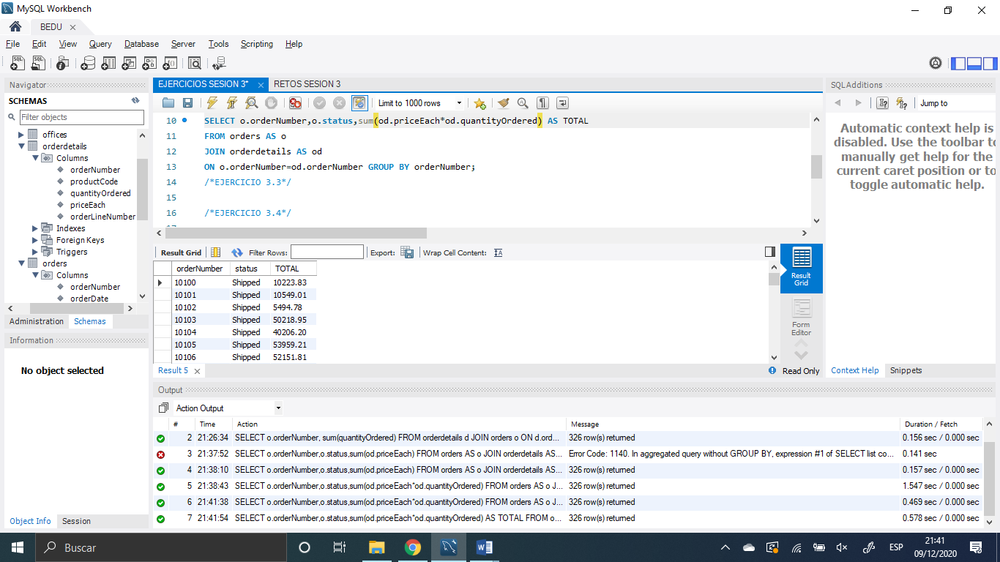 MySQL Workbench
BEDU
File Edit View Query Database Server Tools Scripting Help
Navigator
SCHEMAS
Filter objects
offices
orderdetails
Columns
orderNumber
productCode
quantityOrdered
priceEach
orderLineNumber
Indexes
Foreign Keys
Triggers
orders
Columns
orderNumber
orderDate
Administration Schemas
Information
No object selected
Object Info Session
EJERCICIOS SESION 3* RETOS SESION 3
Limit to 1000 rows
10 SELECT o.orderNumber,o.status,sum(od.priceEach*od.quantityOrdered) AS TOTAL
11 FROM orders AS o
12 JOIN orderdetails AS od
13 ON o.orderNumber=od.orderNumber GROUP BY orderNumber;
14 /*EJERCICIO 3.3*/
15
16 /*EJERCICIO 3.4*/
Result Grid Filter Rows: Export: Wrap Cell Content:
orderNumber status TOTAL
10100 Shipped 10223.83
10101 Shipped 10549.01
10102 Shipped 5494.78
10103 Shipped 50218.95
10104 Shipped 40206.20
10105 Shipped 53959.21
10106 Shipped 52151.81
Result Grid
Form Editor
Result 5
Read Only
SQLAdditions
Jump to
Automatic context help is
disabled. Use the toolbar to
manually get help for the
current caret position or to
toggle automatic help.
Context Help Snippets
Output
Action Output
# Time Action Message Duration / Fetch
2 21:26:34 SELECT o.orderNumber, sum(quantityOrdered) FROM orderdetails d JOIN orders o ON d.ord... 326 row(s) returned 0.156 sec / 0.000 sec
3 21:37:52 SELECT o.orderNumber,o.status,sum(od.priceEach) FROM orders AS o JOIN orderdetails AS... Error Code: 1140. In aggregated query without GROUP BY, expression #1 of SELECT list co... 0.141 sec
4 21:38:10 SELECT o.orderNumber,o.status,sum(od.priceEach) FROM orders AS o JOIN orderdetails AS... 326 row(s) returned 0.157 sec / 0.000 sec
5 21:38:43 SELECT o.orderNumber,o.status,sum(od.priceEach*od.quantityOrdered) FROM orders AS o J... 326 row(s) returned 1.547 sec / 0.000 sec
6 21:41:38 SELECT o.orderNumber,o.status,sum(od.priceEach*od.quantityOrdered) FROM orders AS o J... 326 row(s) returned 0.469 sec / 0.000 sec
7 21:41:54 SELECT o.orderNumber,o.status,sum(od.priceEach*od.quantityOrdered) AS TOTAL FROM o... 326 row(s) returned 0.578 sec / 0.000 sec
Buscar
ESP
21:41
09/12/2020